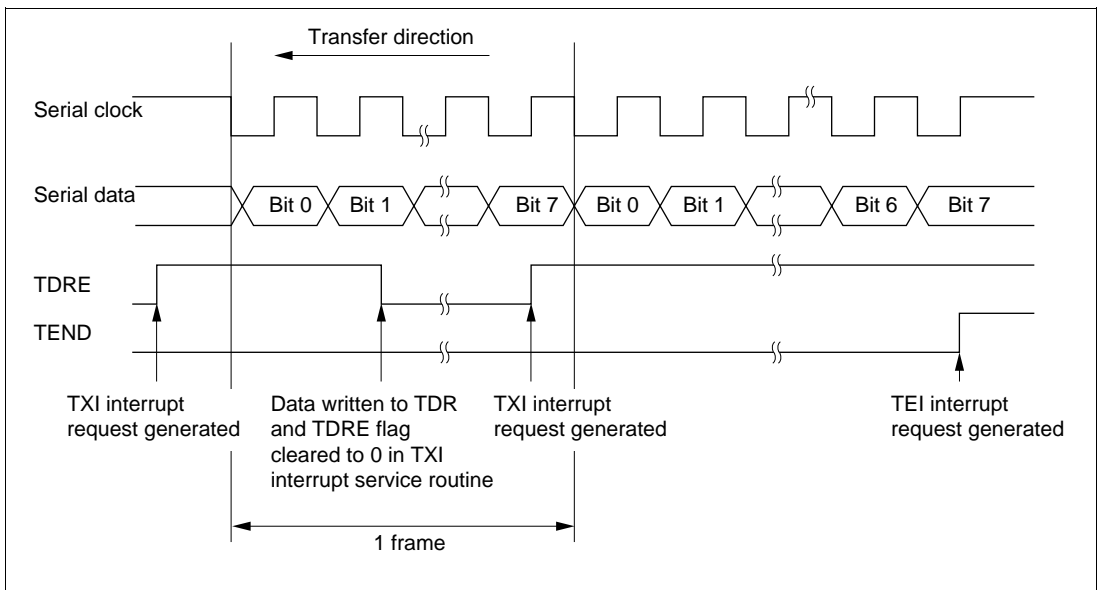 Transfer direction
Serial clock
Serial data
Bit 0 Bit 1 Bit 7 Bit 0 Bit 1 Bit 6 Bit 7
TDRE
TEND
TXI interrupt
request generated
Data written to TDR
and TDRE flag
cleared to 0 in TXI
interrupt service routine
TXI interrupt
request generated
TEI interrupt
request generated
1 frame